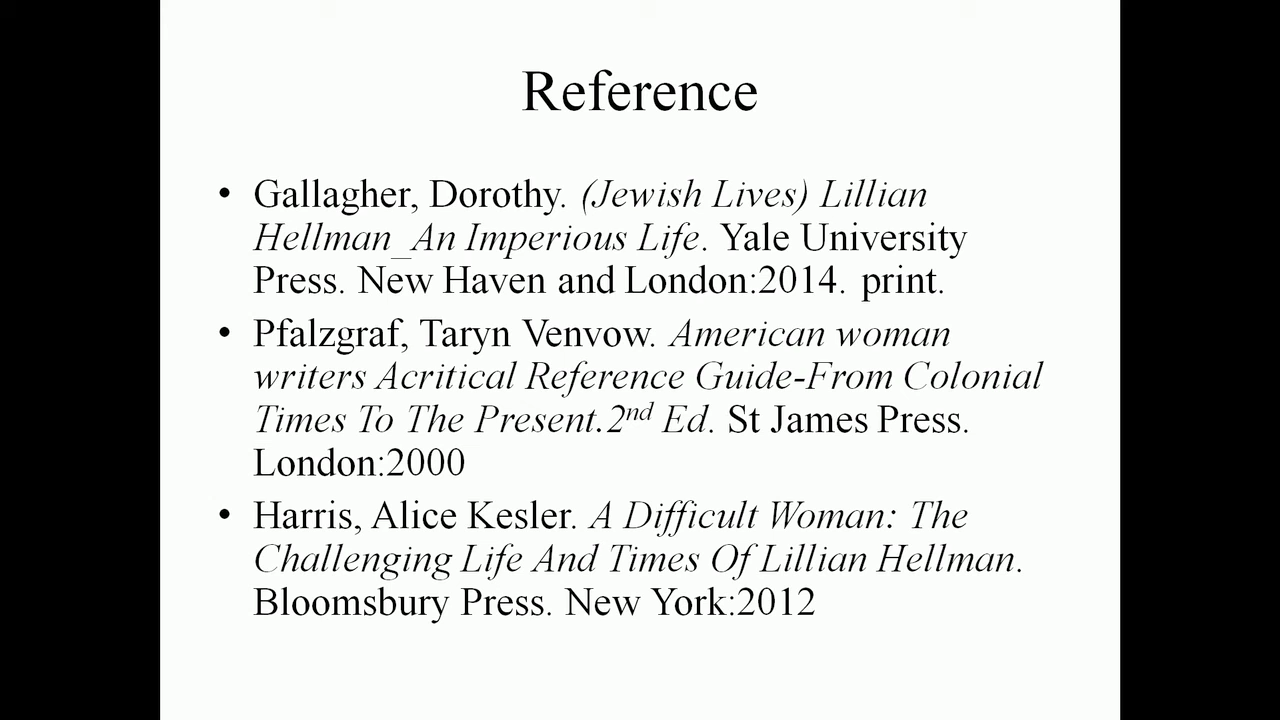 Reference
• Gallagher, Dorothy. (Jewish Lives) Lillian
Hellman_An Imperious Life. Yale University
Press. New Haven and London:2014. print.
• Pfalzgraf, Taryn Venvow. American woman
writers Acritical Reference Guide-From Colonial
Times To The Present.2nd Ed. St James Press.
London:2000
• Harris, Alice Kesler. A Difficult Woman: The
Challenging Life And Times Of Lillian Hellman.
Bloomsbury Press. New York:2012